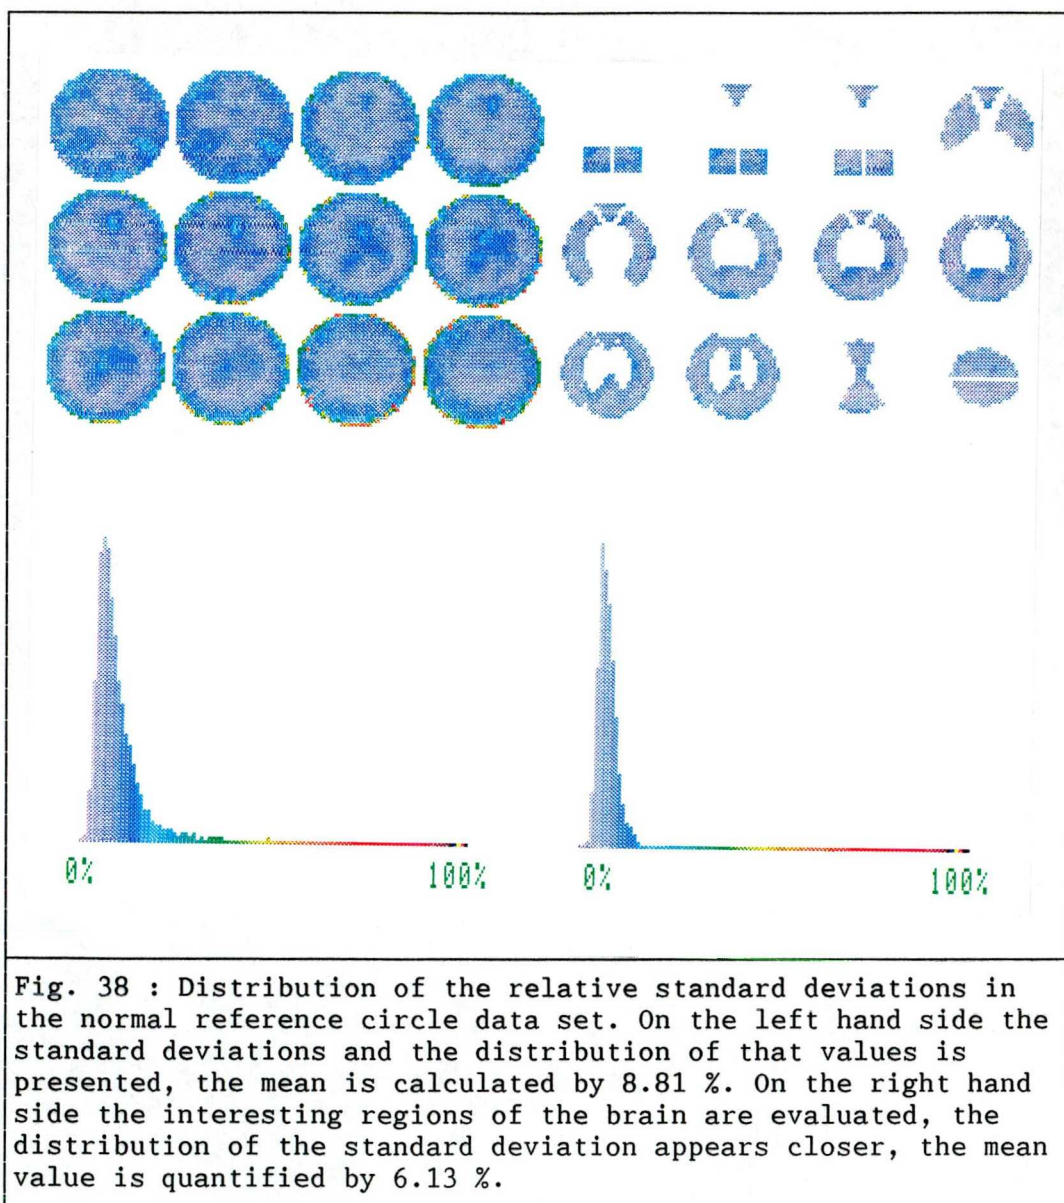 0% 100% 0% 100%
Fig. 38 : Distribution of the relative standard deviations in
the normal reference circle data set. On the left hand side the
standard deviations and the distribution of that values is
presented, the mean is calculated by 8.81 %. On the right hand
side the interesting regions of the brain are evaluated, the
distribution of the standard deviation appears closer, the mean
value is quantified by 6.13 %.